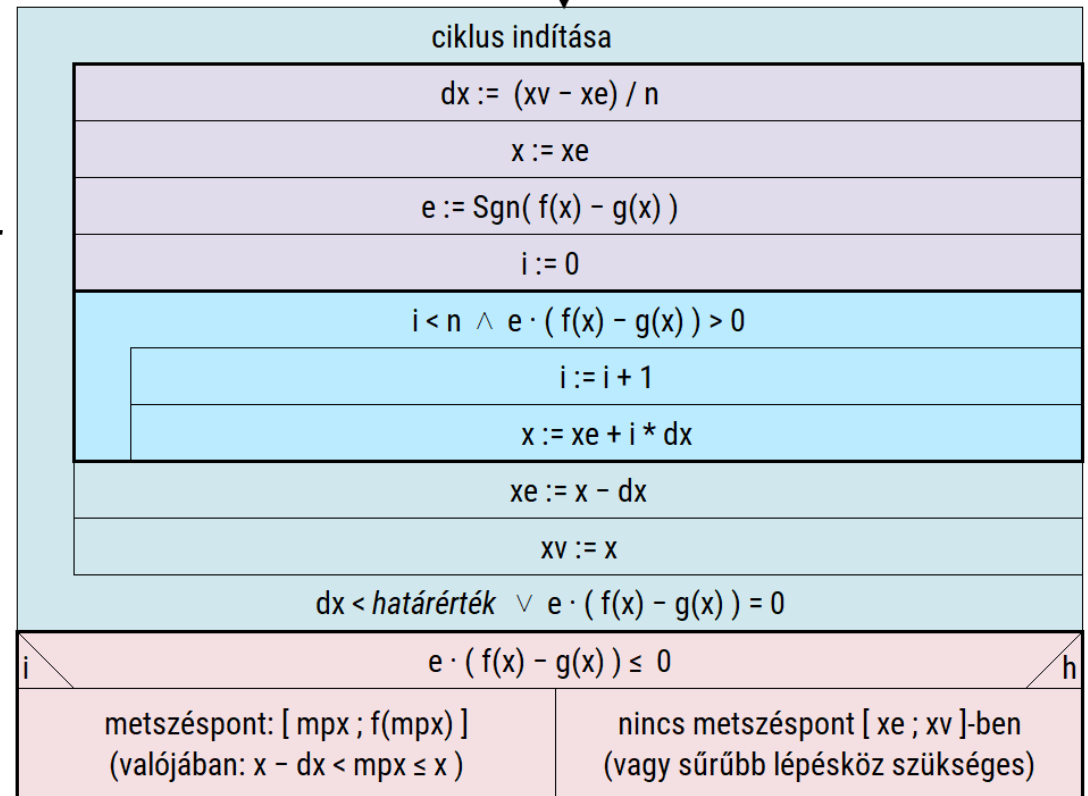 ciklus indítása
dx := (xv − xe) / n
x := xe
e := Sgn( f(x) − g(x) )
i := 0
i < n ∧ e · ( f(x) − g(x) ) > 0
i := i + 1
x := xe + i * dx
xe := x − dx
xv := x
dx < határérték ∨ e · ( f(x) − g(x) ) = 0
i e · ( f(x) − g(x) ) ≤ 0 h
metszéspont: [ mpx ; f(mpx) ]
(valójában: x − dx < mpx ≤ x )
nincs metszéspont [ xe ; xv ]-ben
(vagy sűrűbb lépésköz szükséges)